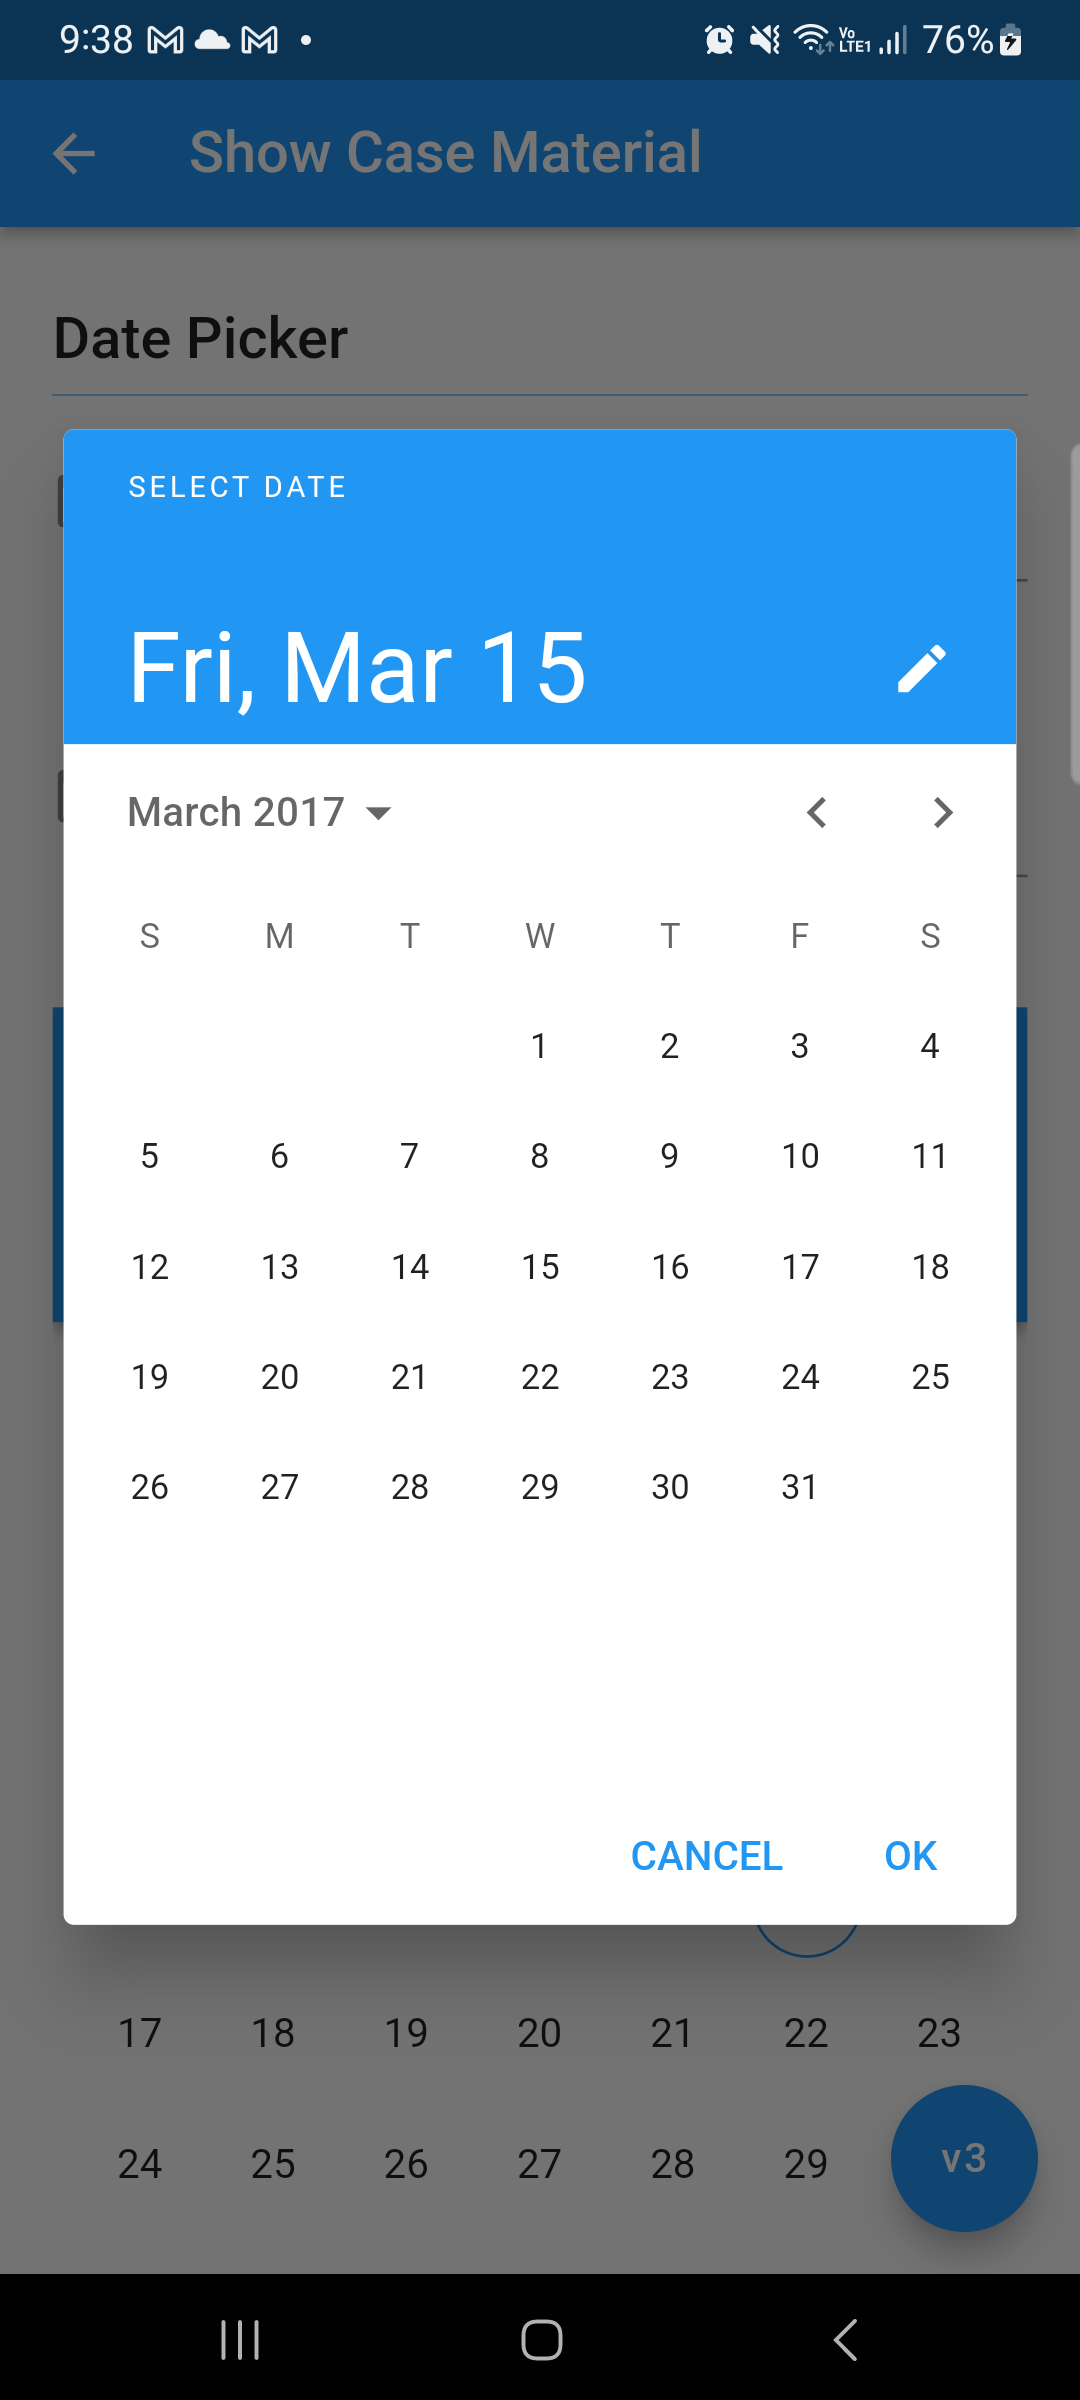 9:38 Vo LTE1 76%
Show Case Material
Date Picker
SELECT DATE
Fri, Mar 15
March 2017
S M T W T F S
1 2 3 4
5 6 7 8 9 10 11
12 13 14 15 16 17 18
19 20 21 22 23 24 25
26 27 28 29 30 31
CANCEL OK
17 18 19 20 21 22 23
24 25 26 27 28 29
v3